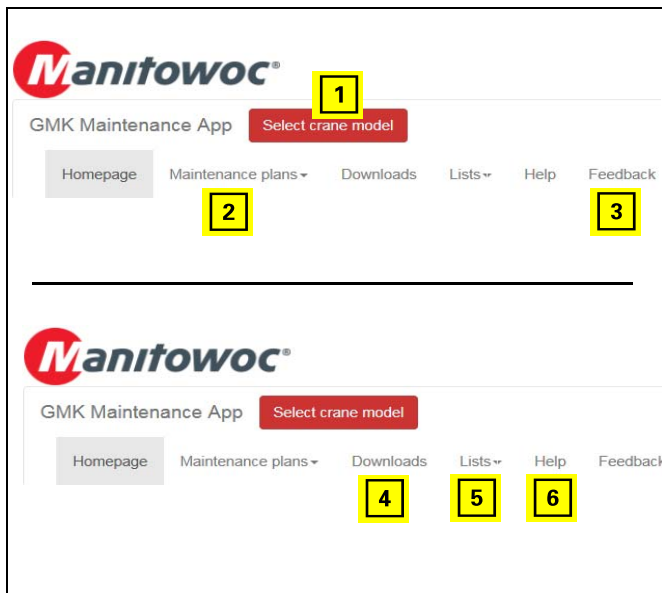 Manitowoc®
1
GMK Maintenance App Select crane model
Homepage Maintenance plans Downloads Lists Help Feedback
2 3
Manitowoc®
GMK Maintenance App Select crane model
Homepage Maintenance plans Downloads Lists Help Feedback
4 5 6